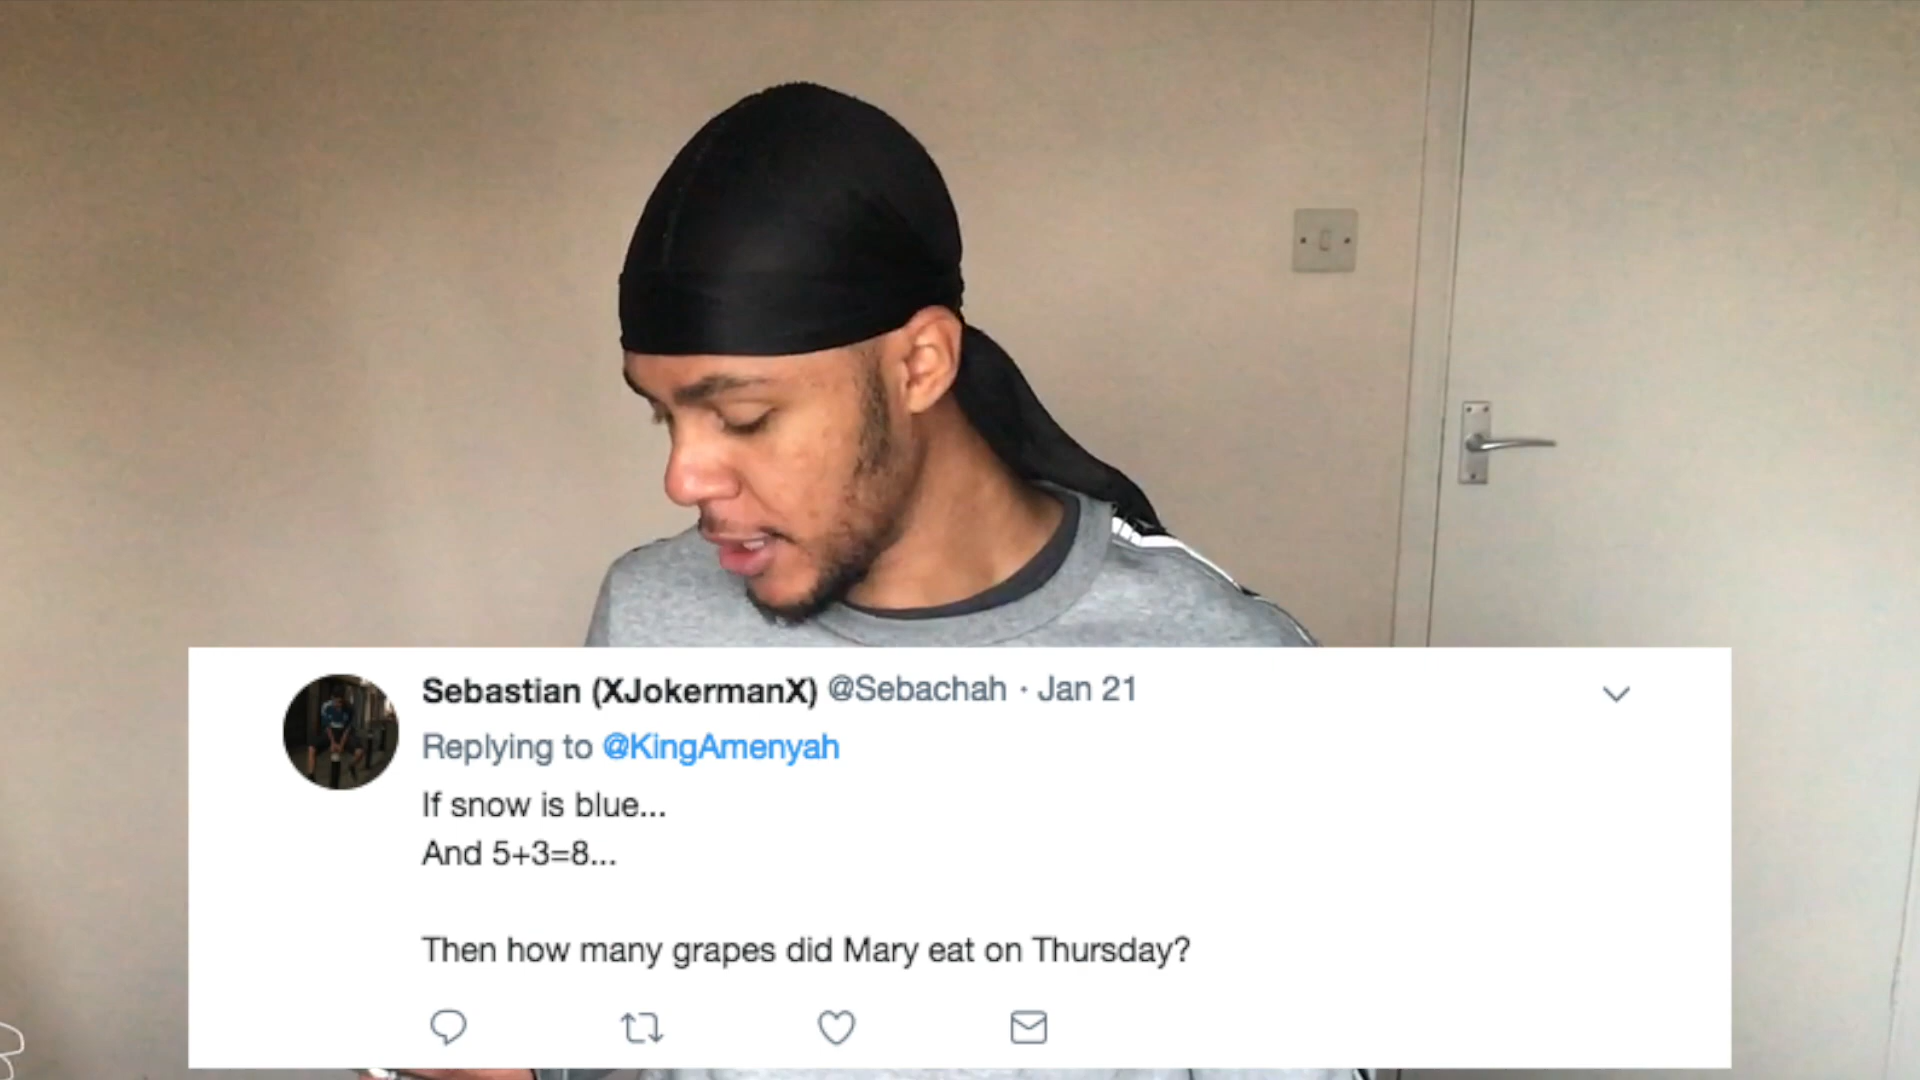 Sebastian (XJokermanX) @Sebachah · Jan 21
Replying to @KingAmenyah
If snow is blue...
And 5+3=8...
Then how many grapes did Mary eat on Thursday?